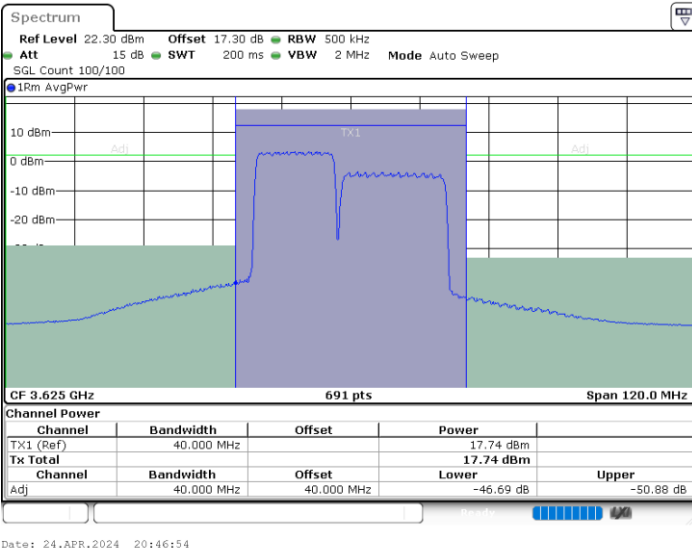 Spectrum
Ref Level 22.30 dBm Offset 17.30 dB RBW 500 kHz
Att 15 dB SWT 200 ms VBW 2 MHz Mode Auto Sweep
SGL Count 100/100
1Rm AvgPwr
10 dBm
TX1
Adj
Adj
0 dBm
-10 dBm
-20 dBm
CF 3.625 GHz 691 pts Span 120.0 MHz
Channel Power
Channel Bandwidth Offset Power
TX1 (Ref) 40.000 MHz 17.74 dBm
Tx Total 17.74 dBm
Channel Bandwidth Offset Lower Upper
Adj 40.000 MHz 40.000 MHz -46.69 dB -50.88 dB
Date: 24.APR.2024 20:46:54